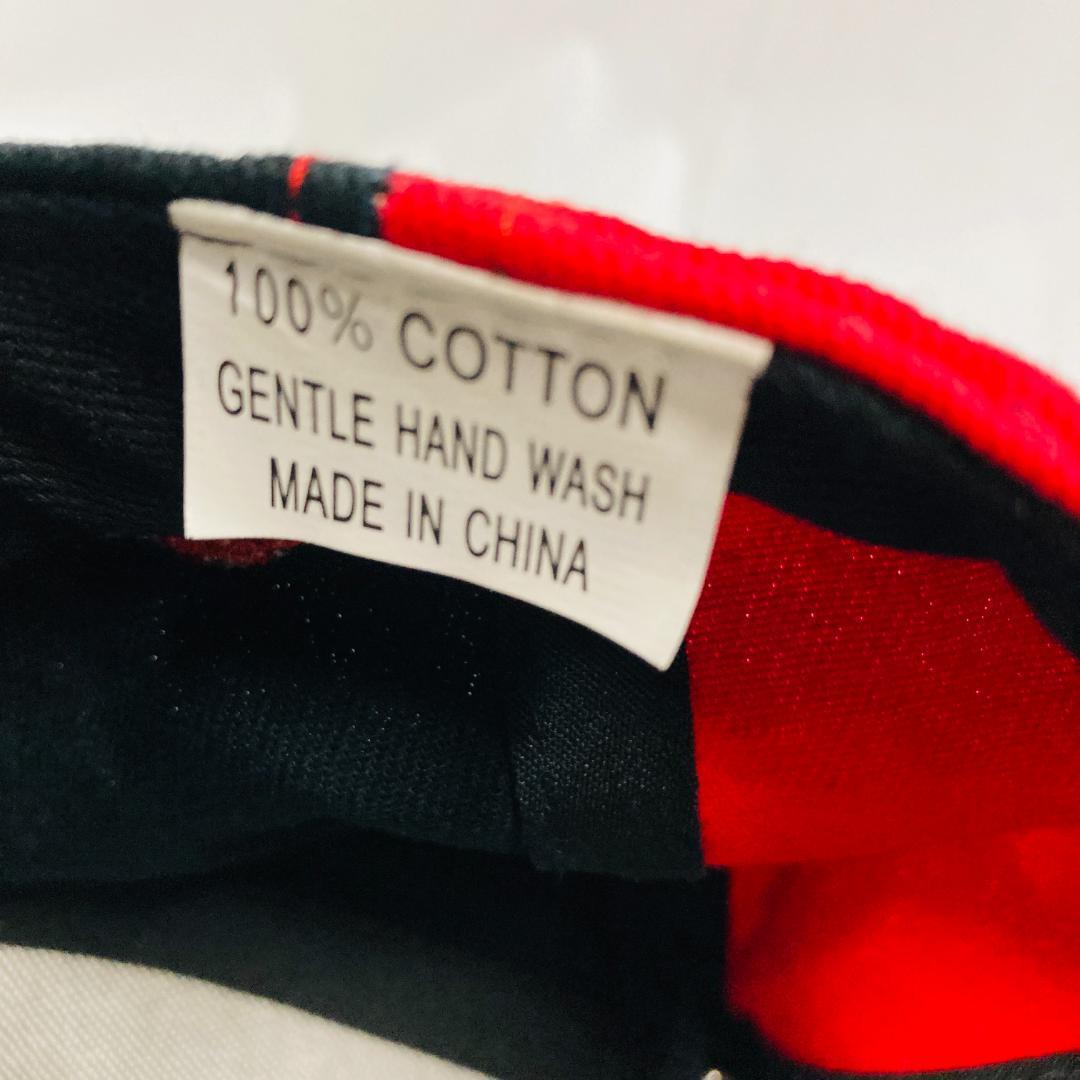 100% COTTON
GENTLE HAND WASH
MADE IN CHINA